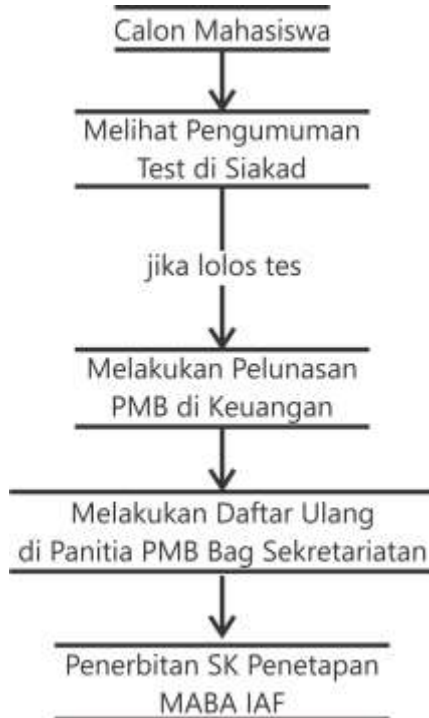 Calon Mahasiswa
Melihat Pengumuman
Test di Siakad
jika lolos tes
Melakukan Pelunasan
PMB di Keuangan
Melakukan Daftar Ulang
di Panitia PMB Bag Sekretariatan
Penerbitan SK Penetapan
MABA IAF